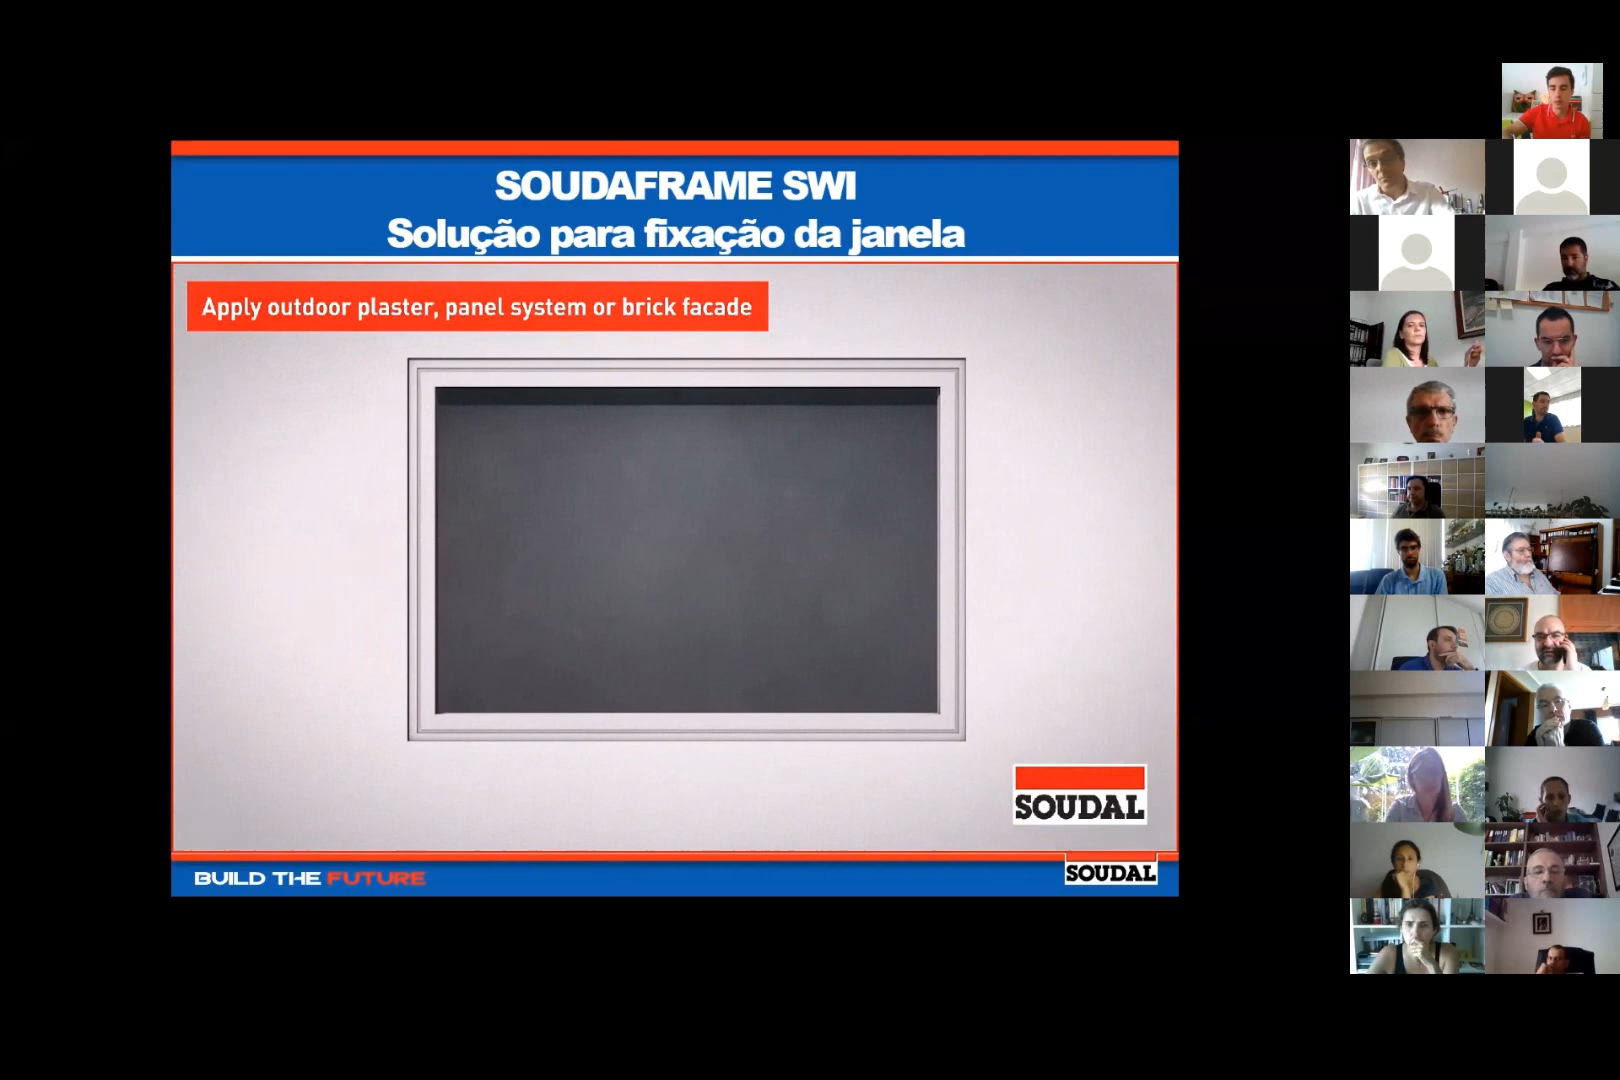 SOUDAFRAME SWI
Solução para fixação da janela
Apply outdoor plaster, panel system or brick facade
SOUDAL
BUILD THE FUTURE
SOUDAL